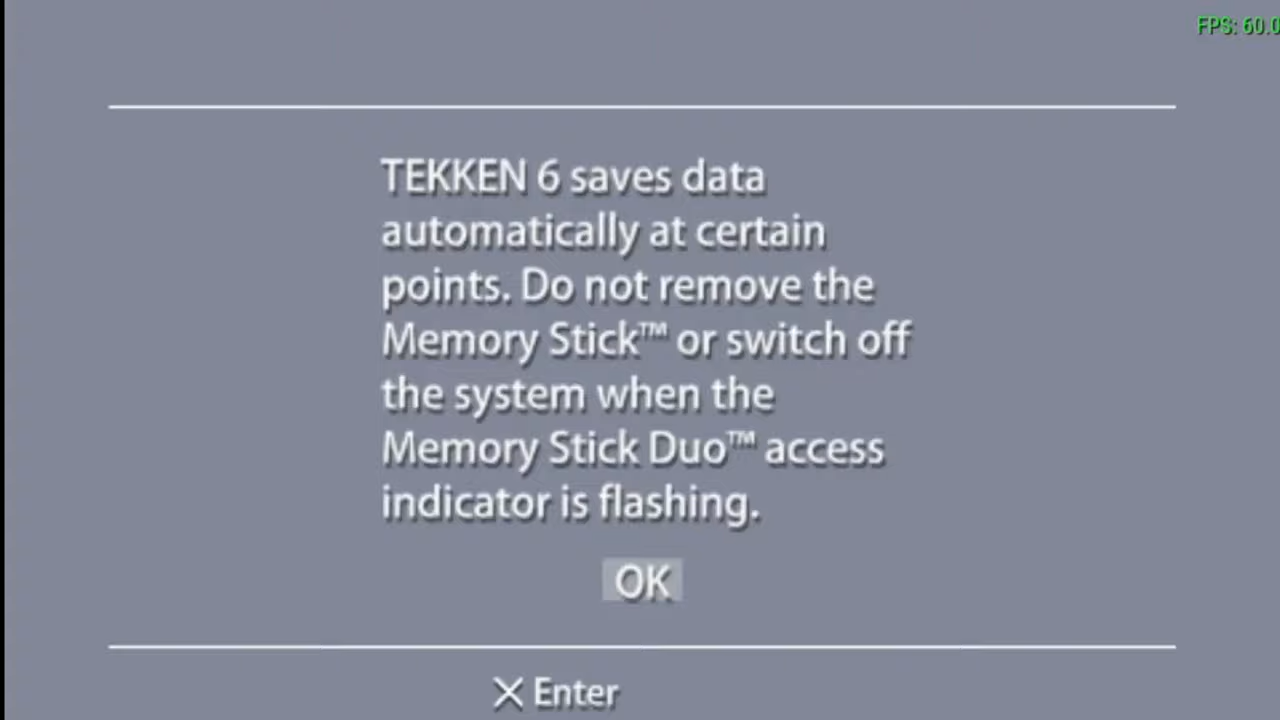 FPS: 60.0
TEKKEN 6 saves data
automatically at certain
points. Do not remove the
Memory Stick™ or switch off
the system when the
Memory Stick Duo™ access
indicator is flashing.
OK
✕ Enter